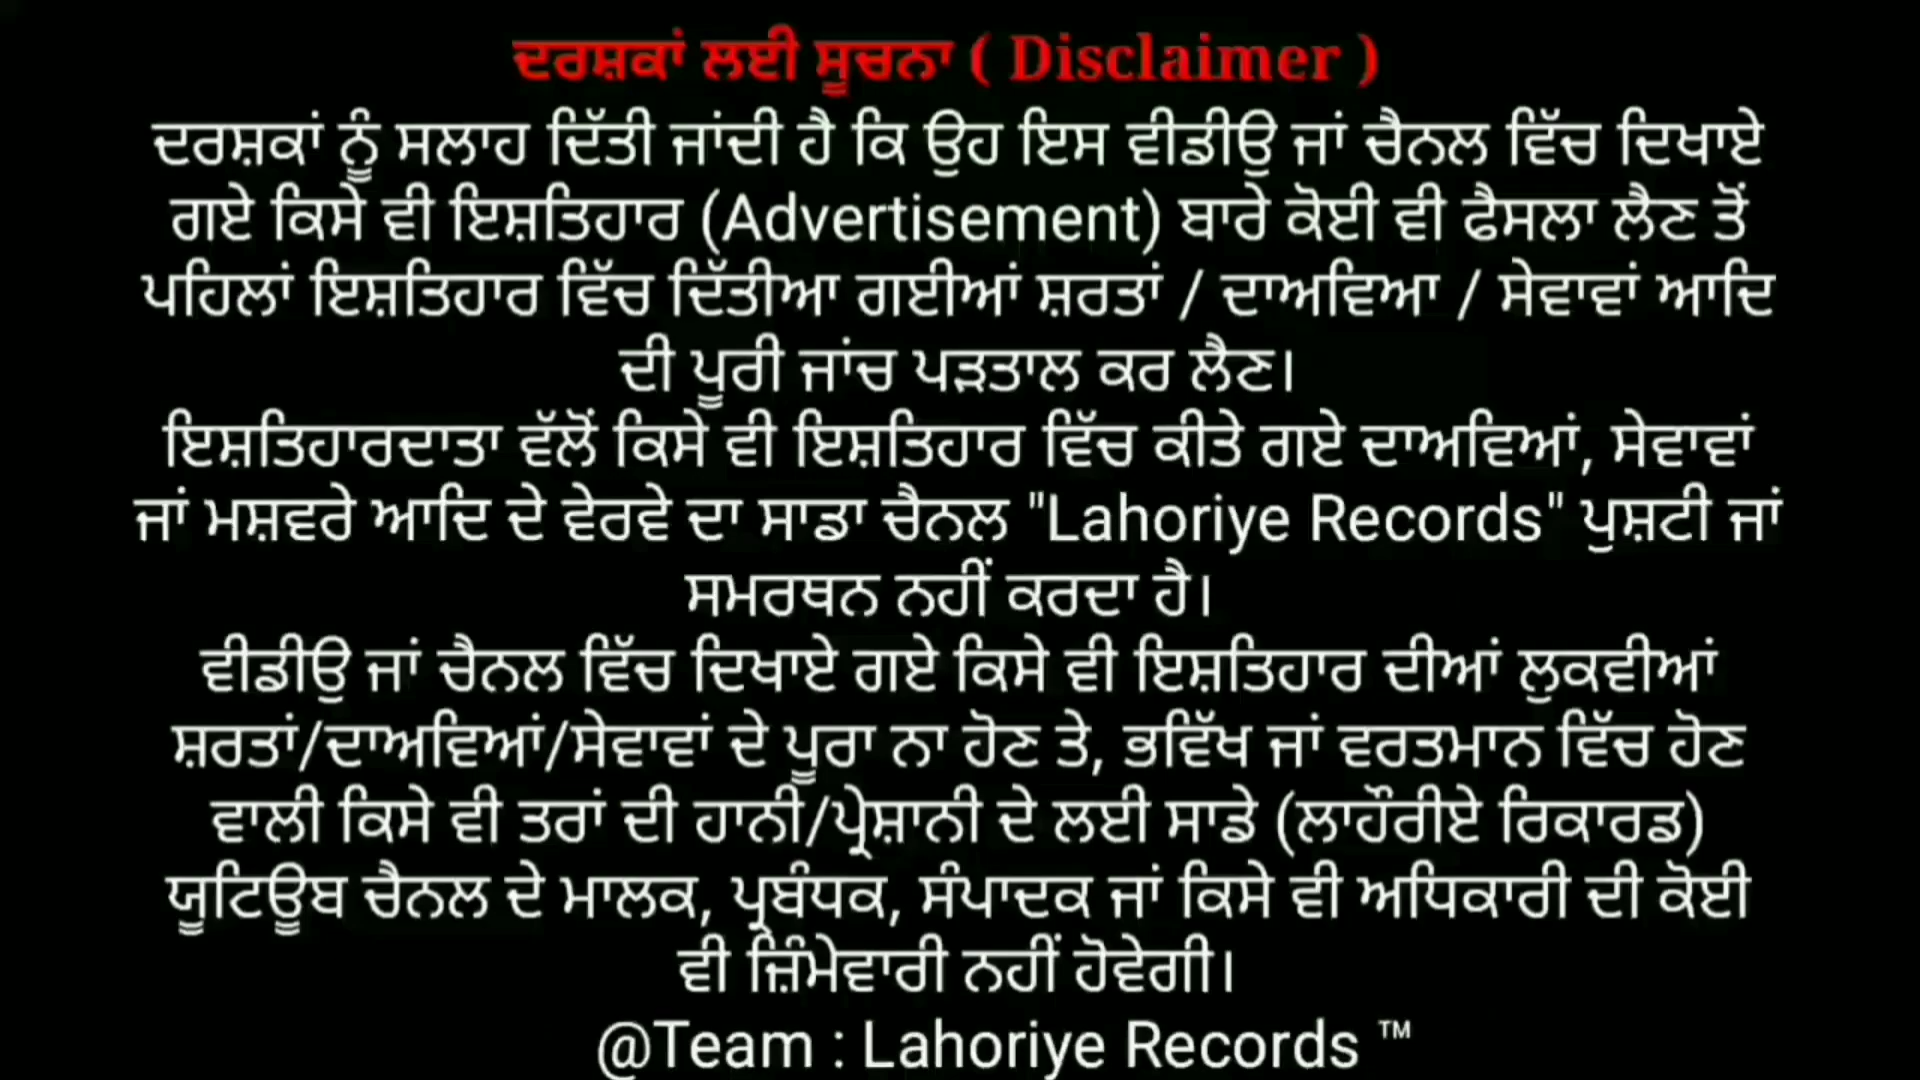 ਦਰਸ਼ਕਾਂ ਲਈ ਸੂਚਨਾ ( Disclaimer )
ਦਰਸ਼ਕਾਂ ਨੂੰ ਸਲਾਹ ਦਿੱਤੀ ਜਾਂਦੀ ਹੈ ਕਿ ਉਹ ਇਸ ਵੀਡੀਉ ਜਾਂ ਚੈਨਲ ਵਿੱਚ ਦਿਖਾਏ
ਗਏ ਕਿਸੇ ਵੀ ਇਸ਼ਤਿਹਾਰ (Advertisement) ਬਾਰੇ ਕੋਈ ਵੀ ਫੈਸਲਾ ਲੈਣ ਤੋਂ
ਪਹਿਲਾਂ ਇਸ਼ਤਿਹਾਰ ਵਿੱਚ ਦਿੱਤੀਆ ਗਈਆਂ ਸ਼ਰਤਾਂ / ਦਾਅਵਿਆ / ਸੇਵਾਵਾਂ ਆਦਿ
ਦੀ ਪੂਰੀ ਜਾਂਚ ਪੜਤਾਲ ਕਰ ਲੈਣ।
ਇਸ਼ਤਿਹਾਰਦਾਤਾ ਵੱਲੋਂ ਕਿਸੇ ਵੀ ਇਸ਼ਤਿਹਾਰ ਵਿੱਚ ਕੀਤੇ ਗਏ ਦਾਅਵਿਆਂ, ਸੇਵਾਵਾਂ
ਜਾਂ ਮਸ਼ਵਰੇ ਆਦਿ ਦੇ ਵੇਰਵੇ ਦਾ ਸਾਡਾ ਚੈਨਲ "Lahoriye Records" ਪੁਸ਼ਟੀ ਜਾਂ
ਸਮਰਥਨ ਨਹੀਂ ਕਰਦਾ ਹੈ।
ਵੀਡੀਉ ਜਾਂ ਚੈਨਲ ਵਿੱਚ ਦਿਖਾਏ ਗਏ ਕਿਸੇ ਵੀ ਇਸ਼ਤਿਹਾਰ ਦੀਆਂ ਲੁਕਵੀਆਂ
ਸ਼ਰਤਾਂ/ਦਾਅਵਿਆਂ/ਸੇਵਾਵਾਂ ਦੇ ਪੂਰਾ ਨਾ ਹੋਣ ਤੇ, ਭਵਿੱਖ ਜਾਂ ਵਰਤਮਾਨ ਵਿੱਚ ਹੋਣ
ਵਾਲੀ ਕਿਸੇ ਵੀ ਤਰਾਂ ਦੀ ਹਾਨੀ/ਪ੍ਰੇਸ਼ਾਨੀ ਦੇ ਲਈ ਸਾਡੇ (ਲਾਹੌਰੀਏ ਰਿਕਾਰਡ)
ਯੂਟਿਊਬ ਚੈਨਲ ਦੇ ਮਾਲਕ, ਪ੍ਰਬੰਧਕ, ਸੰਪਾਦਕ ਜਾਂ ਕਿਸੇ ਵੀ ਅਧਿਕਾਰੀ ਦੀ ਕੋਈ
ਵੀ ਜ਼ਿੰਮੇਵਾਰੀ ਨਹੀਂ ਹੋਵੇਗੀ।
@Team : Lahoriye Records ™